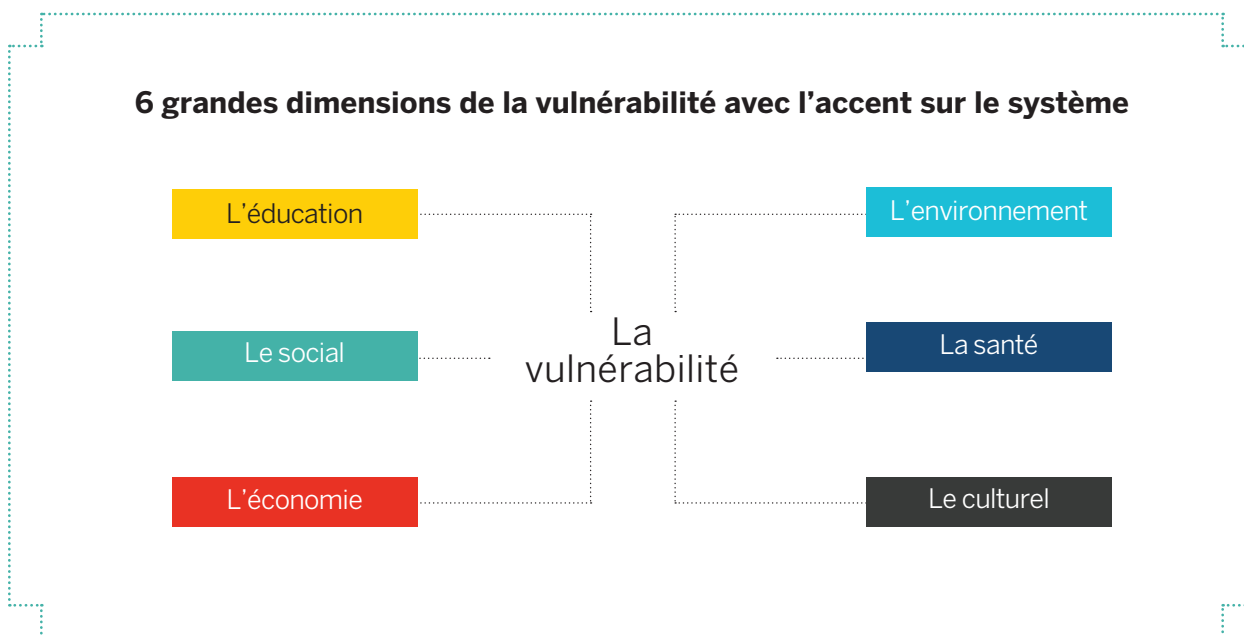 6 grandes dimensions de la vulnérabilité avec l’accent sur le système
L’éducation
L’environnement
Le social
La
vulnérabilité
La santé
L’économie
Le culturel